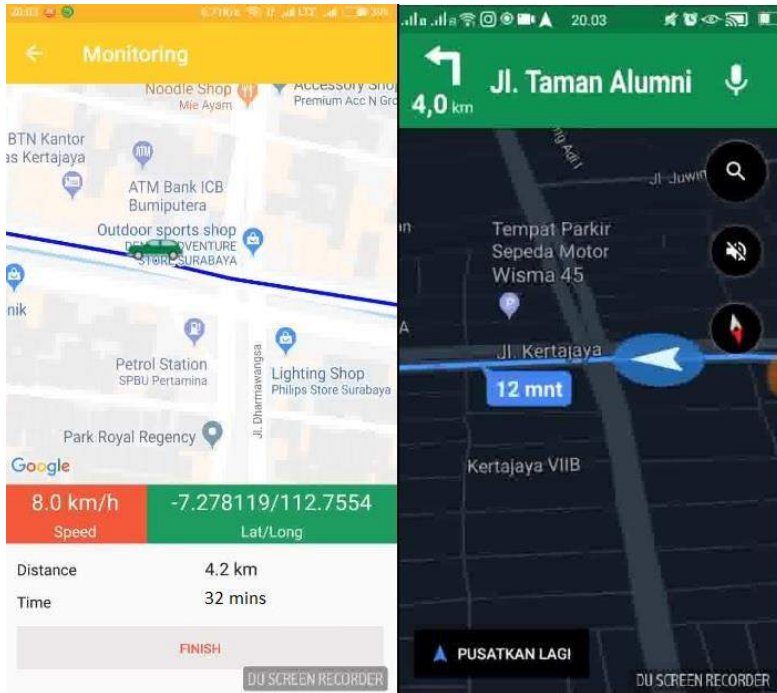 20:03
39%
Monitoring
Noodle Shop
Mie Ayam
Accessory Shop
Premium Acc N Gro
BTN Kantor
as Kertajaya
ATM
ATM Bank ICB
Bumiputera
Outdoor sports shop
STORE SURABAYA
nik
Petrol Station
SPBU Pertamina
Lighting Shop
Philips Store Surabaya
Jl. Dharmawangsa
Park Royal Regency
Google
8.0 km/h
Speed
-7.278119/112.7554
Lat/Long
Distance
4.2 km
Time
32 mins
FINISH
DU SCREEN RECORDER
20.03
4,0 km
Jl. Taman Alumni
Jl. Juwin
Tempat Parkir
Sepeda Motor
Wisma 45
P
A
Jl. Kertajaya
12 mnt
Kertajaya VIIB
PUSATKAN LAGI
DU SCREEN RECORDER